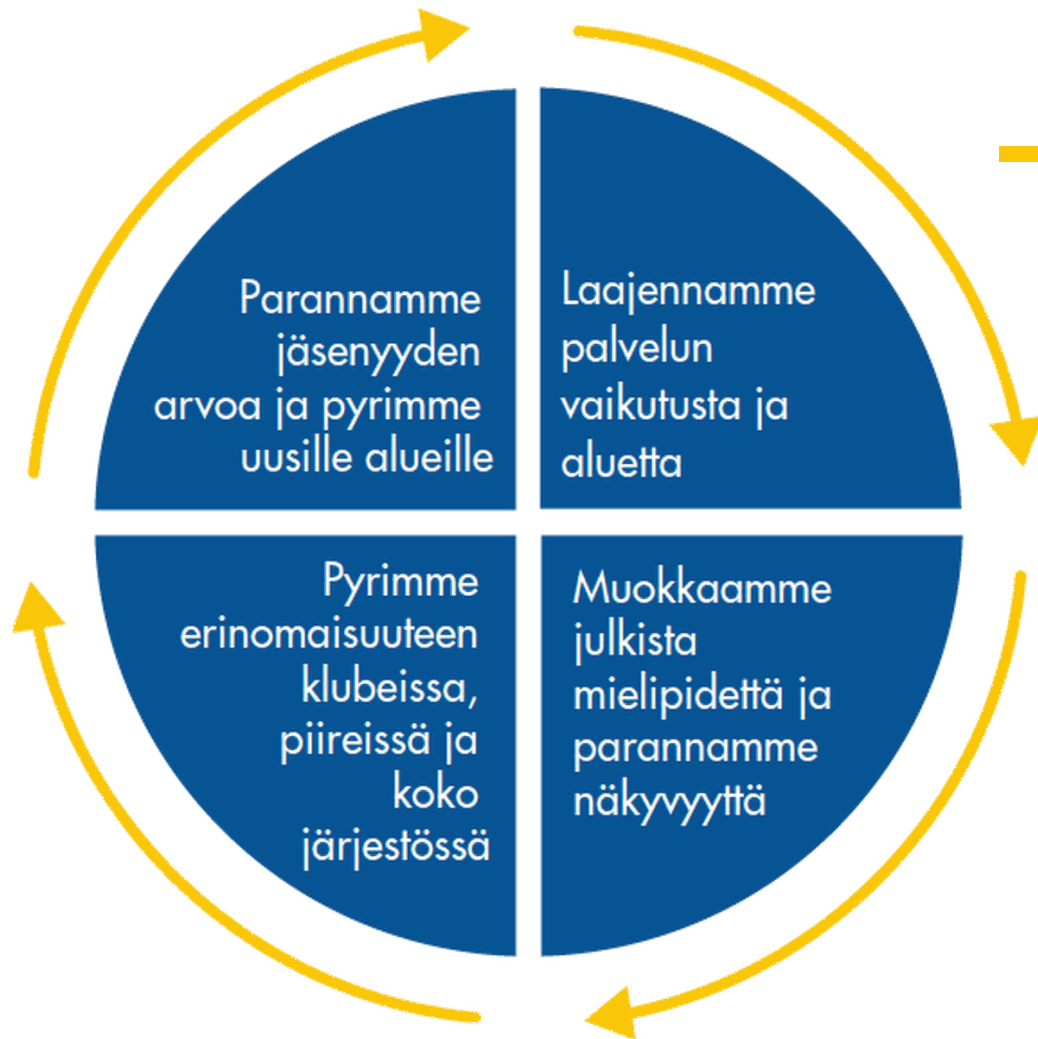 Parannamme
jäsenyyden
arvoa ja pyrimme
uusille alueille
Laajennamme
palvelun
vaikutusta ja
aluetta
Pyrimme
erinomaisuuteen
klubeissa,
piireissä ja
koko
järjestössä
Muokkaamme
julkista
mielipidettä ja
parannamme
näkyvyyttä